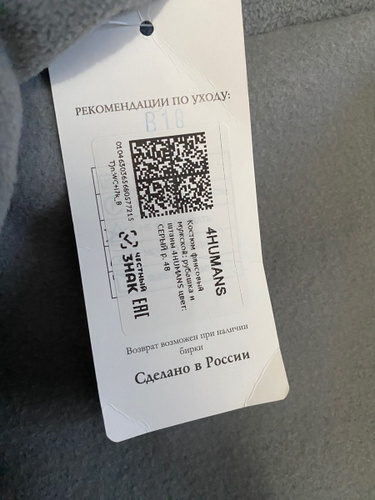 РЕКОМЕНДАЦИИ ПО УХОДУ:
B.18
4HUMANS
Костюм флисовый
мужской: рубашка и
штаны 4HUMANS цвет:
СЕРЫЙ р. 48
ЧЕСТНЫЙ
ЗНАК
EAC
Возврат возможен при наличии
бирки
Сделано в России